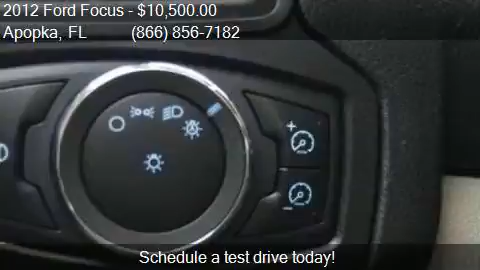 2012 Ford Focus - $10,500.00
Apopka, FL (866) 856-7182
Schedule a test drive today!